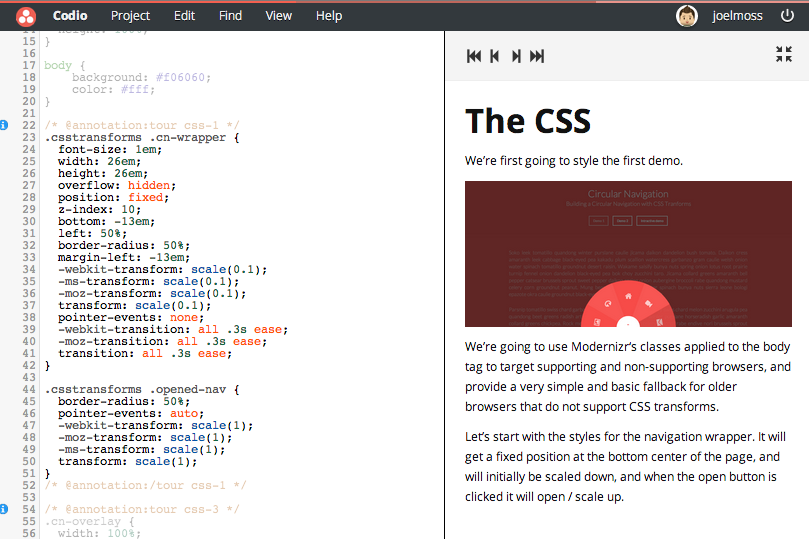 Codio Project Edit Find View Help joelmoss
14 height: 100%;
15 }
16
17 body {
18 background: #f06060;
19 color: #fff;
20 }
21
22 /* @annotation:tour css-1 */
23 .csstransforms .cn-wrapper {
24 font-size: 1em;
25 width: 26em;
26 height: 26em;
27 overflow: hidden;
28 position: fixed;
29 z-index: 10;
30 bottom: -13em;
31 left: 50%;
32 border-radius: 50%;
33 margin-left: -13em;
34 -webkit-transform: scale(0.1);
35 -ms-transform: scale(0.1);
36 -moz-transform: scale(0.1);
37 transform: scale(0.1);
38 pointer-events: none;
39 -webkit-transition: all .3s ease;
40 -moz-transition: all .3s ease;
41 transition: all .3s ease;
42 }
43
44 .csstransforms .opened-nav {
45 border-radius: 50%;
46 pointer-events: auto;
47 -webkit-transform: scale(1);
48 -moz-transform: scale(1);
49 -ms-transform: scale(1);
50 transform: scale(1);
51 }
52 /* @annotation:/tour css-1 */
53
54 /* @annotation:tour css-3 */
55 .cn-overlay {
56 width: 100%;
The CSS
We're first going to style the first demo.
Circular Navigation
Building a Circular Navigation with CSS Tranforms
We're going to use Modernizr's classes applied to the body
tag to target supporting and non-supporting browsers, and
provide a very simple and basic fallback for older
browsers that do not support CSS transforms.
Let's start with the styles for the navigation wrapper. It will
get a fixed position at the bottom center of the page, and
will initially be scaled down, and when the open button is
clicked it will open / scale up.